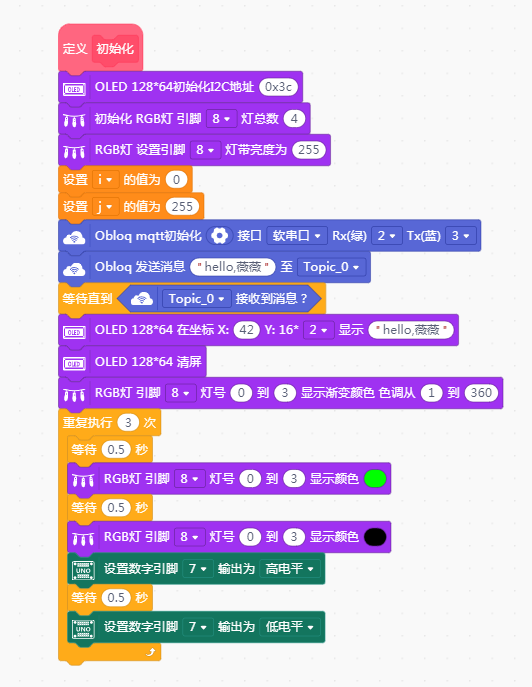 定义 初始化
OLED OLED 128*64初始化I2C地址 0x3c
初始化 RGB灯 引脚 8 灯总数 4
RGB灯 设置引脚 8 灯带亮度为 255
设置 i 的值为 0
设置 j 的值为 255
Obloq mqtt初始化 接口 软串口 Rx(绿) 2 Tx(蓝) 3
Obloq 发送消息 "hello,薇薇" 至 Topic_0
等待直到 Topic_0 接收到消息？
OLED OLED 128*64 在坐标 X: 42 Y: 16* 2 显示 "hello,薇薇"
OLED OLED 128*64 清屏
RGB灯 引脚 8 灯号 0 到 3 显示渐变颜色 色调从 1 到 360
重复执行 3 次
等待 0.5 秒
RGB灯 引脚 8 灯号 0 到 3 显示颜色
等待 0.5 秒
RGB灯 引脚 8 灯号 0 到 3 显示颜色
UNO 设置数字引脚 7 输出为 高电平
等待 0.5 秒
UNO 设置数字引脚 7 输出为 低电平